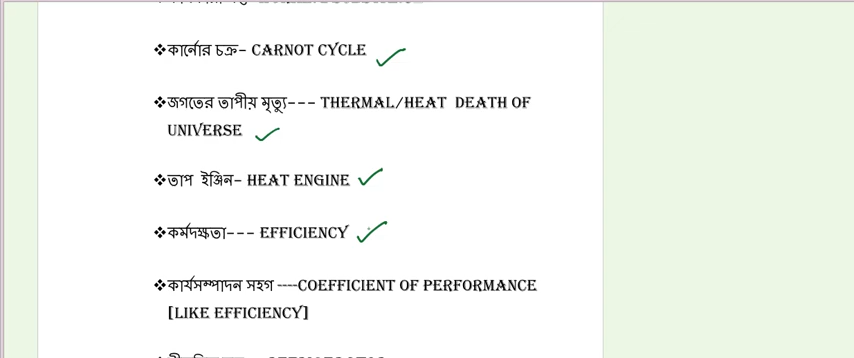 ❖কার্নোর চক্র– CARNOT CYCLE
❖জগতের তাপীয় মৃত্যু--- THERMAL/HEAT DEATH OF
UNIVERSE
❖তাপ ইঞ্জিন– HEAT ENGINE
❖কর্মদক্ষতা--- EFFICIENCY
❖কার্যসম্পাদন সহগ ----COEFFICIENT OF PERFORMANCE
[LIKE EFFICIENCY]